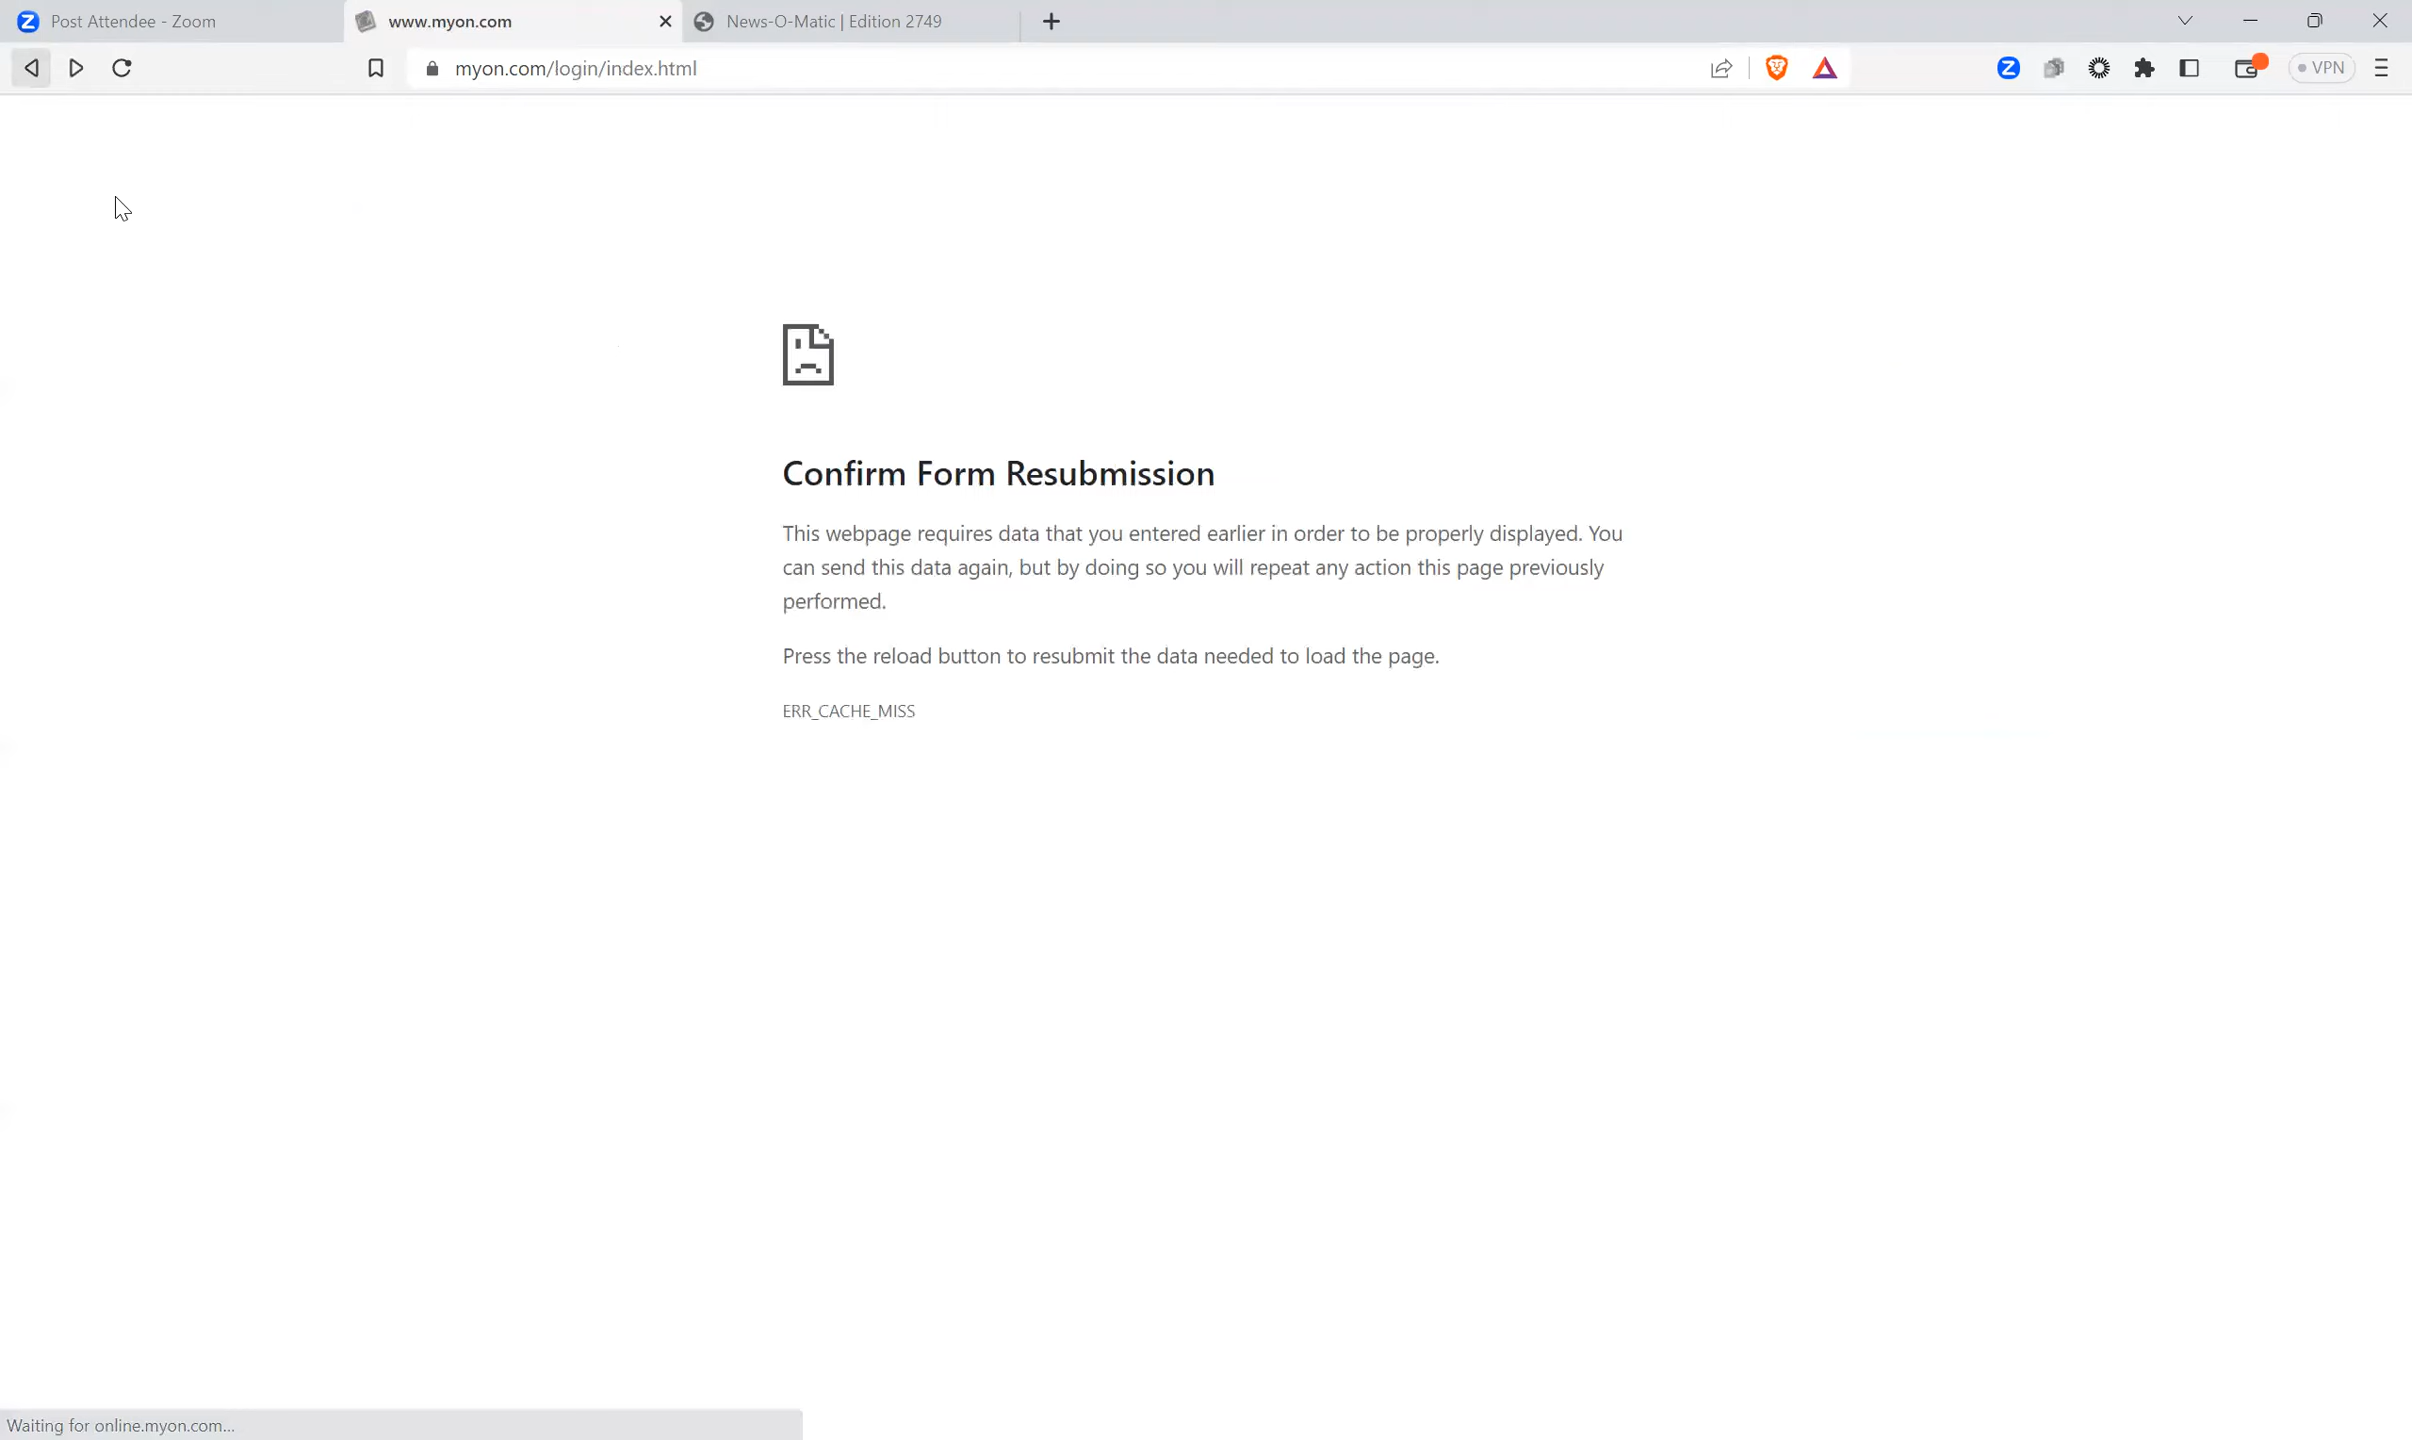 Post Attendee - Zoom
www.myon.com
News-O-Matic | Edition 2749
myon.com/login/index.html
VPN
Confirm Form Resubmission
This webpage requires data that you entered earlier in order to be properly displayed. You
can send this data again, but by doing so you will repeat any action this page previously
performed.
Press the reload button to resubmit the data needed to load the page.
ERR_CACHE_MISS
Waiting for online.myon.com...